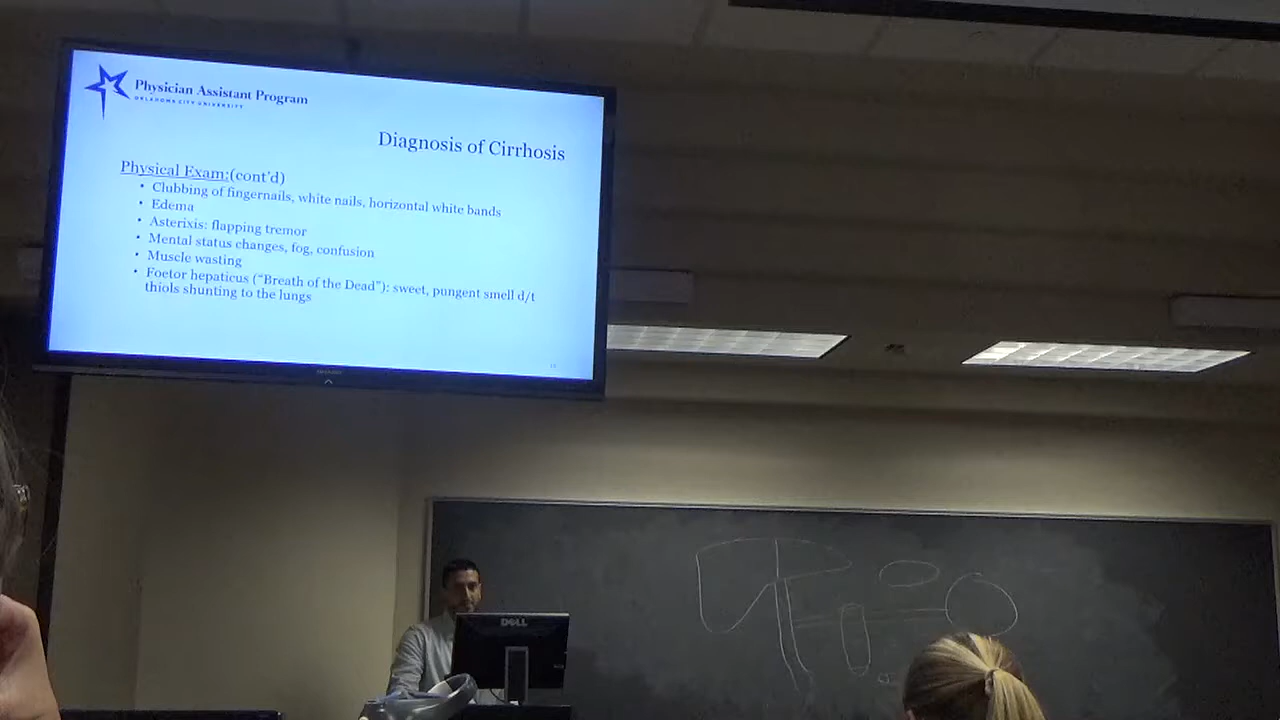 Physician Assistant Program
OKLAHOMA CITY UNIVERSITY
Diagnosis of Cirrhosis
Physical Exam:(cont'd)
• Clubbing of fingernails, white nails, horizontal white bands
• Edema
• Asterixis: flapping tremor
• Mental status changes, fog, confusion
• Muscle wasting
• Foetor hepaticus ("Breath of the Dead"): sweet, pungent smell d/t
thiols shunting to the lungs
DELL